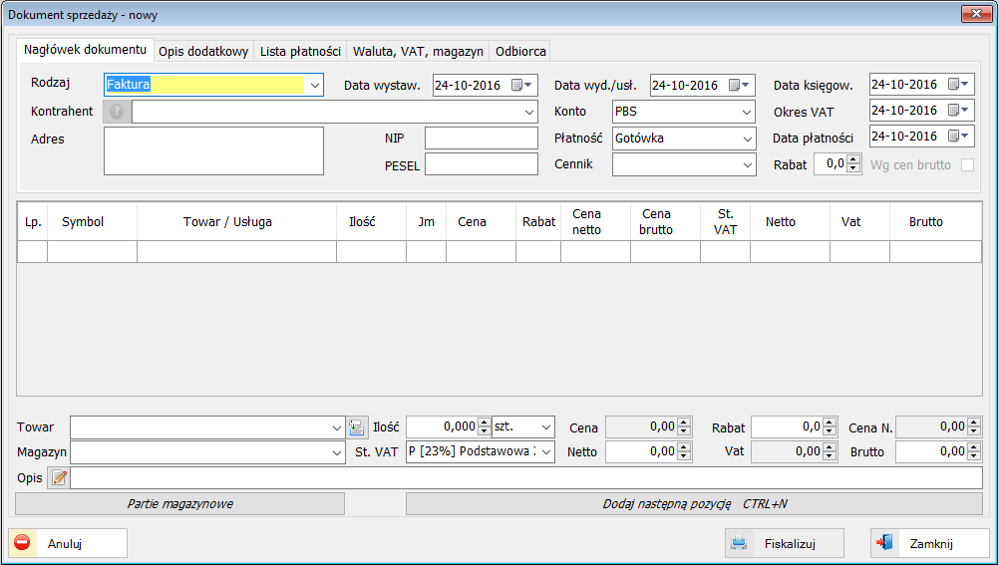 Dokument sprzedaży - nowy
Nagłówek dokumentu Opis dodatkowy Lista płatności Waluta, VAT, magazyn Odbiorca
Rodzaj Faktura Data wystaw. 24-10-2016 Data wyd./usł. 24-10-2016 Data księgow. 24-10-2016
Kontrahent ? Konto PBS Okres VAT 24-10-2016
Adres NIP Płatność Gotówka Data płatności 24-10-2016
PESEL Cennik Rabat 0,0 Wg cen brutto
Lp. Symbol Towar / Usługa Ilość Jm Cena Rabat Cena netto Cena brutto St. VAT Netto Vat Brutto
Towar Ilość 0,000 szt. Cena 0,00 Rabat 0,0 Cena N. 0,00
Magazyn St. VAT P [23%] Podstawowa Netto 0,00 Vat 0,00 Brutto 0,00
Opis
Partie magazynowe Dodaj następną pozycję CTRL+N
Anuluj Fiskalizuj Zamknij